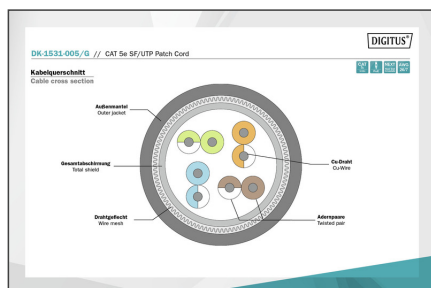 DIGITUS®
DK-1531-005/G // CAT 5e SF/UTP Patch Cord
Kabelquerschnitt
Cable cross section
Außenmantel
Outer jacket
Gesamtabschirmung
Total shield
Cu-Draht
Cu-Wire
Drahtgeflecht
Wire mesh
Adernpaare
Twisted pair